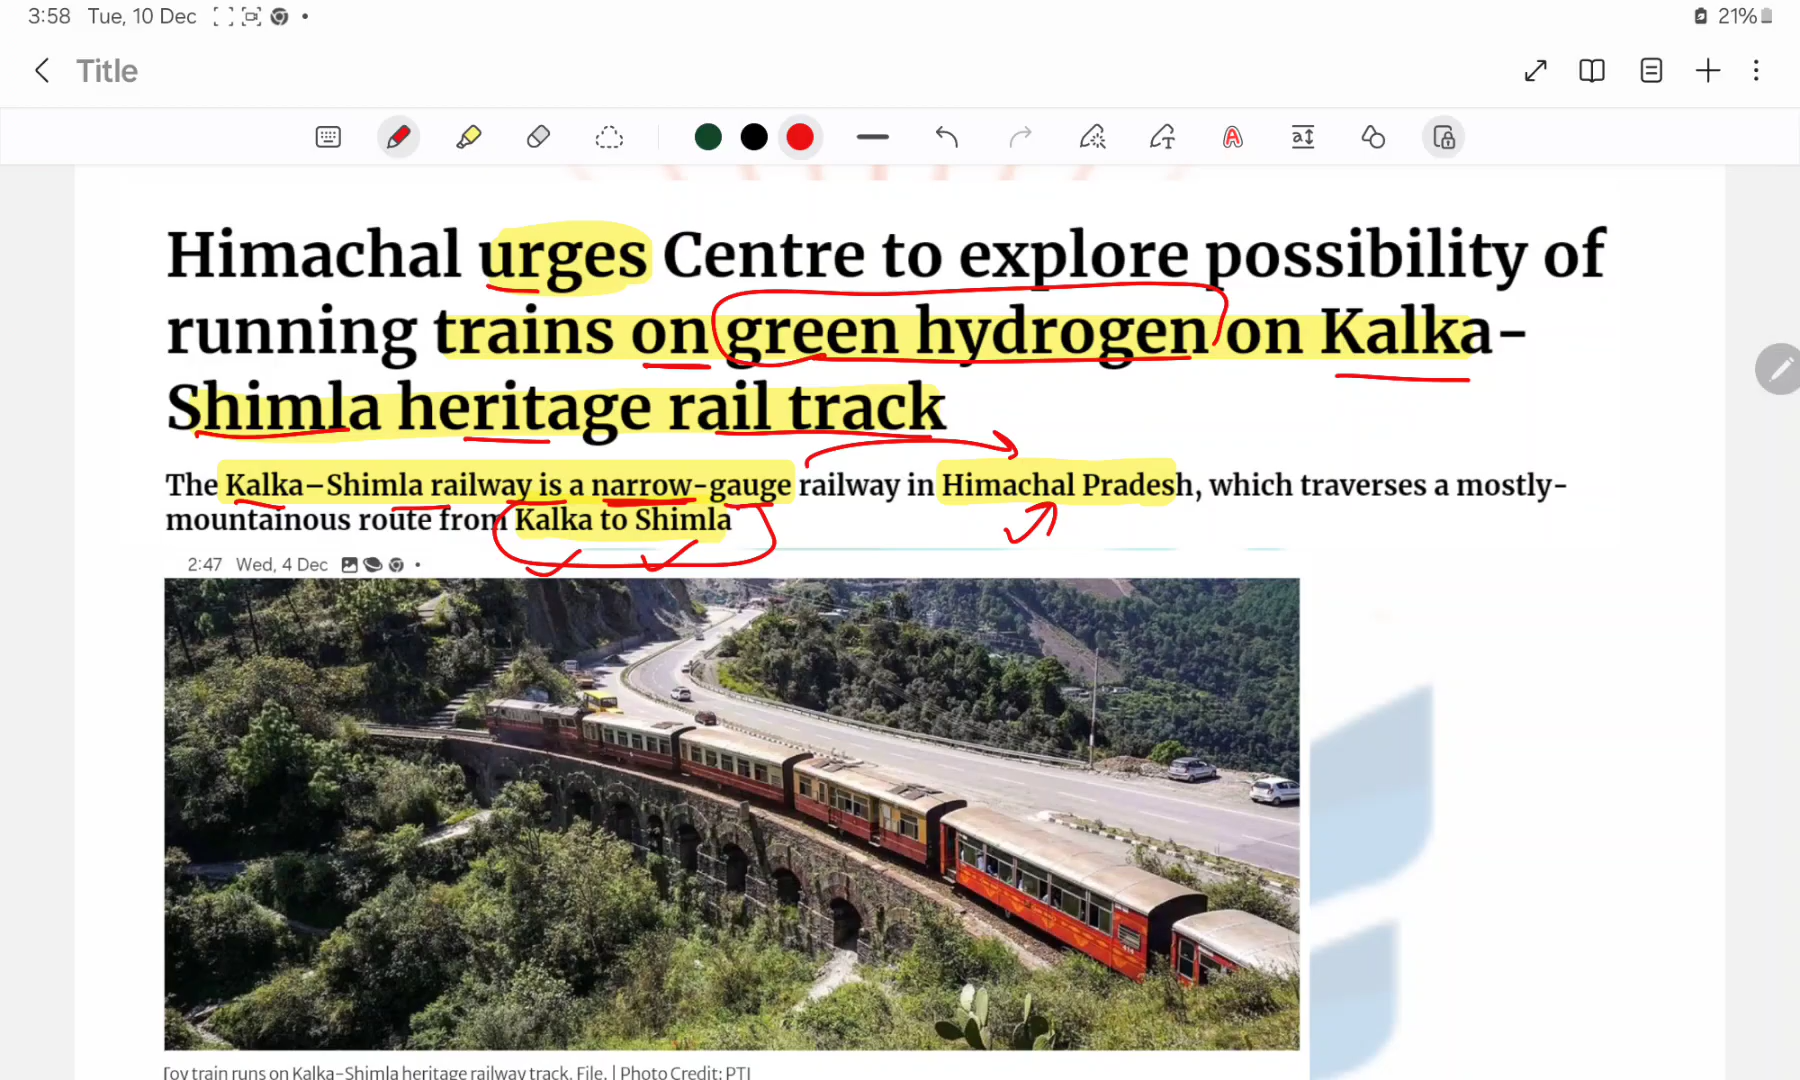 3:58 Tue, 10 Dec
21%
Title
Himachal urges Centre to explore possibility of
running trains on green hydrogen on Kalka-
Shimla heritage rail track
The Kalka–Shimla railway is a narrow-gauge railway in Himachal Pradesh, which traverses a mostly-
mountainous route from Kalka to Shimla
2:47 Wed, 4 Dec
Toy train runs on Kalka-Shimla heritage railway track. File. | Photo Credit: PTI